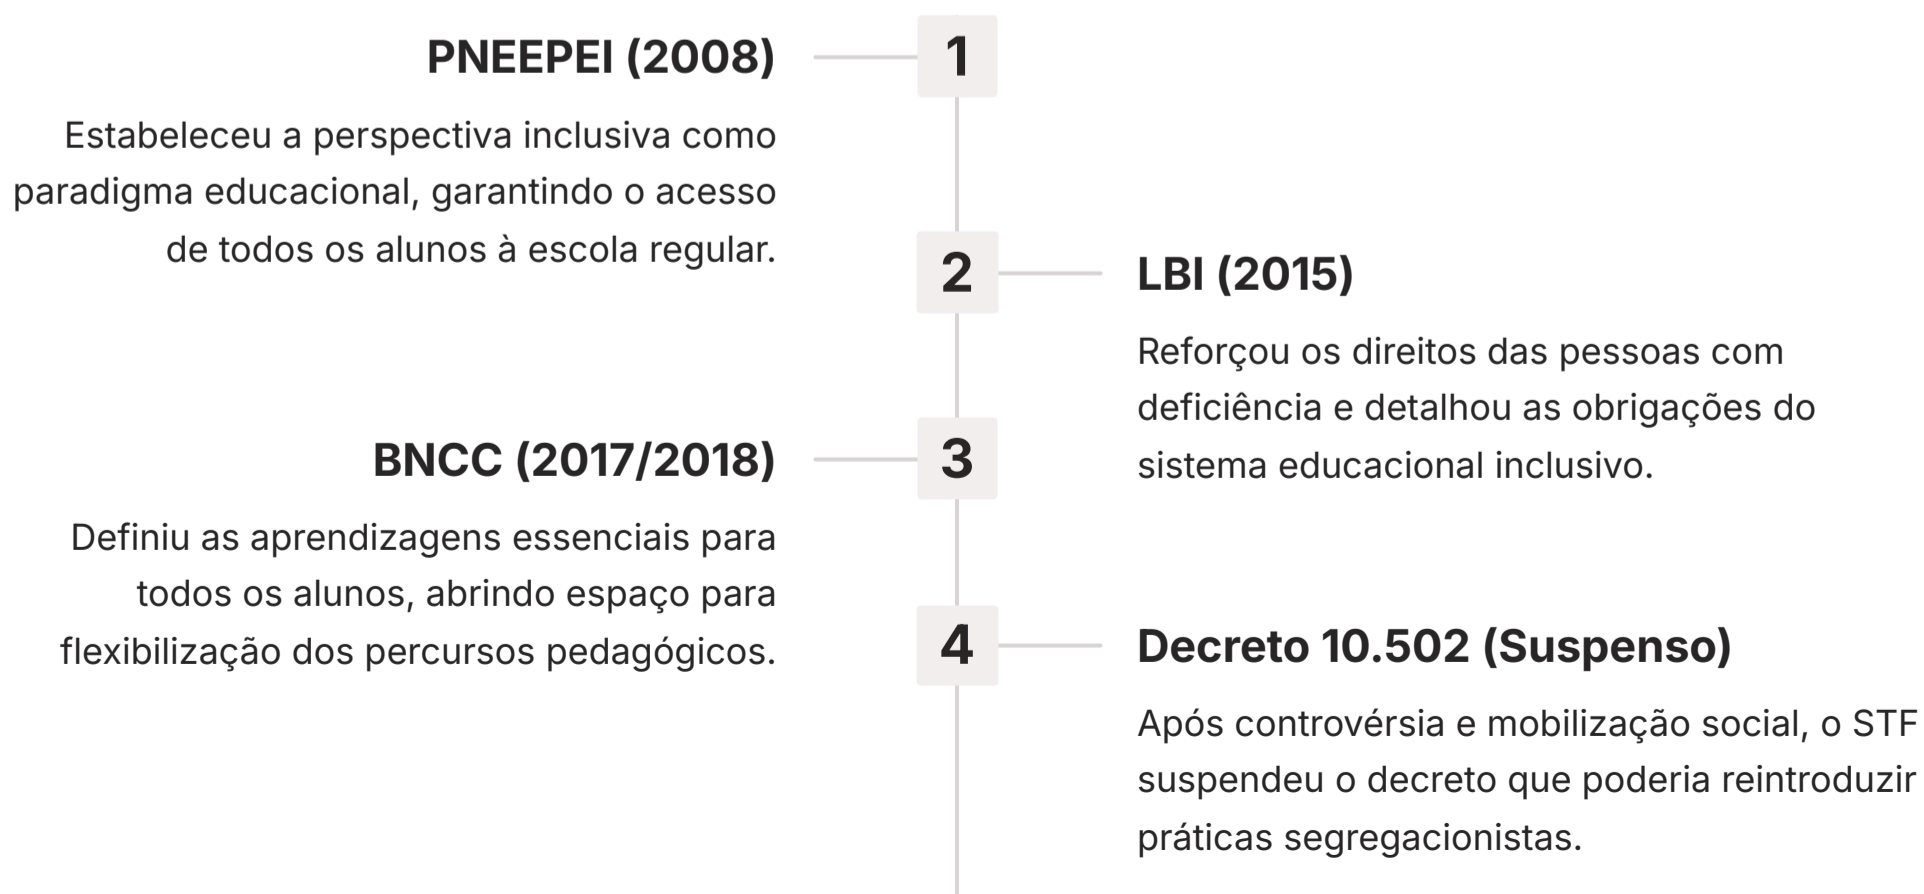 1
PNEEPEI (2008)
Estabeleceu a perspectiva inclusiva como
paradigma educacional, garantindo o acesso
de todos os alunos à escola regular.
2
LBI (2015)
Reforçou os direitos das pessoas com
deficiência e detalhou as obrigações do
sistema educacional inclusivo.
3
BNCC (2017/2018)
Definiu as aprendizagens essenciais para
todos os alunos, abrindo espaço para
flexibilização dos percursos pedagógicos.
4
Decreto 10.502 (Suspenso)
Após controvérsia e mobilização social, o STF
suspendeu o decreto que poderia reintroduzir
práticas segregacionistas.